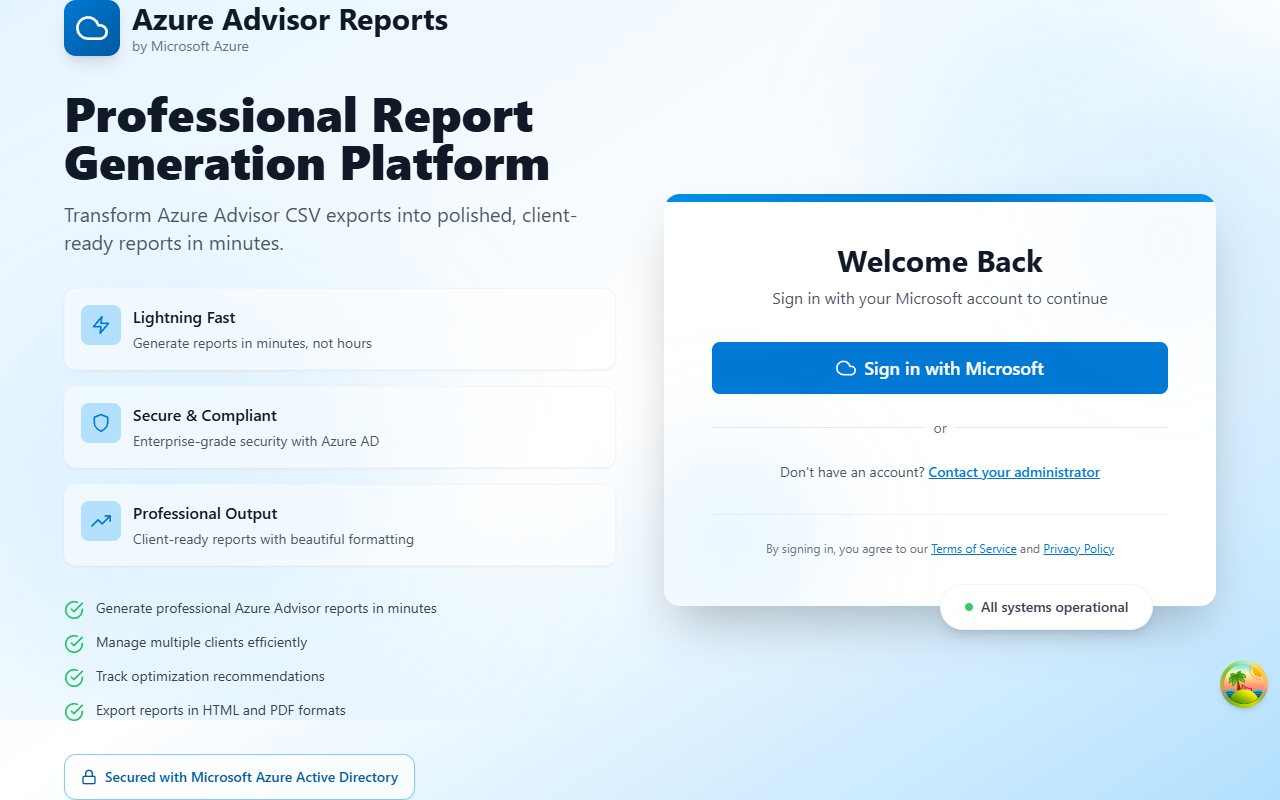 Azure Advisor Reports
by Microsoft Azure
Professional Report
Generation Platform
Transform Azure Advisor CSV exports into polished, client-
ready reports in minutes.
Lightning Fast
Generate reports in minutes, not hours
Secure & Compliant
Enterprise-grade security with Azure AD
Professional Output
Client-ready reports with beautiful formatting
Generate professional Azure Advisor reports in minutes
Manage multiple clients efficiently
Track optimization recommendations
Export reports in HTML and PDF formats
Secured with Microsoft Azure Active Directory
Welcome Back
Sign in with your Microsoft account to continue
Sign in with Microsoft
or
Don't have an account? Contact your administrator
By signing in, you agree to our Terms of Service and Privacy Policy
All systems operational